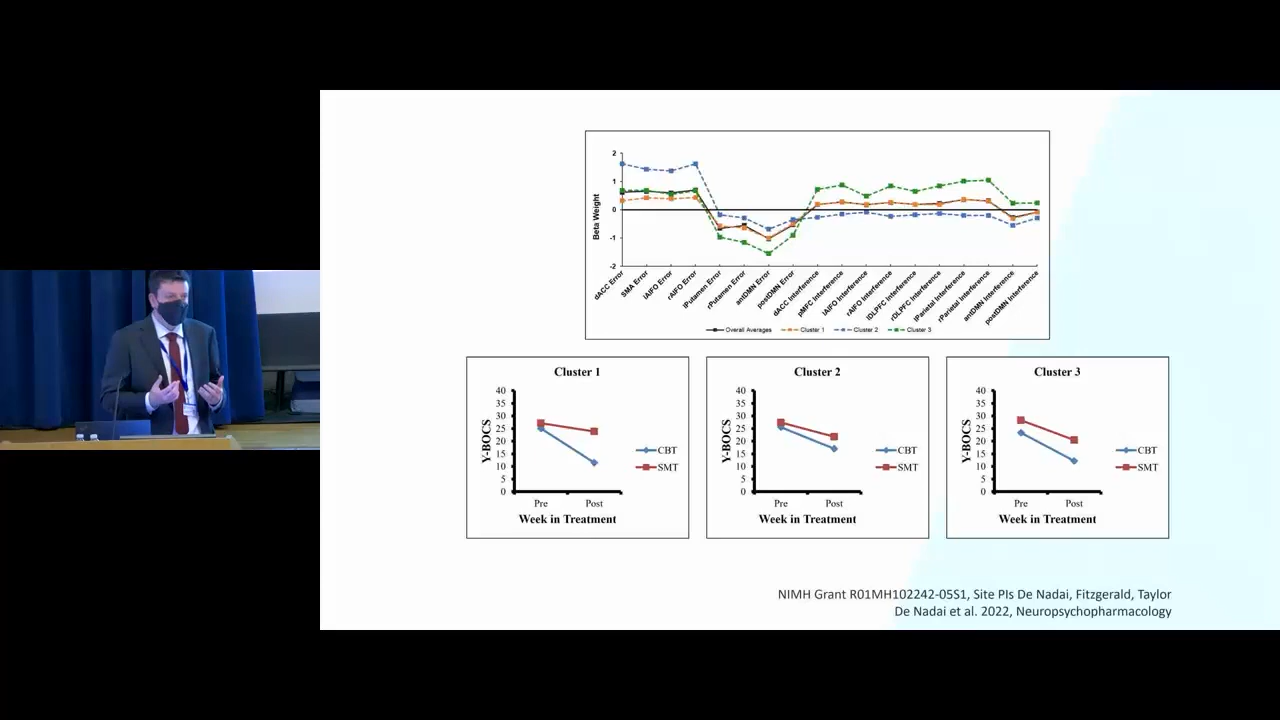 2
1
0
-1
-2
Beta Weight
dACC Error
SMA Error
lAIFO Error
rAIFO Error
lPutamen Error
rPutamen Error
antDMN Error
postDMN Error
dACC Interference
pMFC Interference
lAIFO Interference
rAIFO Interference
lDLPFC Interference
rDLPFC Interference
lParietal Interference
rParietal Interference
antDMN Interference
postDMN Interference
Overall Averages Cluster 1 Cluster 2 Cluster 3
Cluster 1
40
35
30
25
20
15
10
5
0
Y-BOCS
CBT
SMT
Pre Post
Week in Treatment
Cluster 2
40
35
30
25
20
15
10
5
0
Y-BOCS
CBT
SMT
Pre Post
Week in Treatment
Cluster 3
40
35
30
25
20
15
10
5
0
Y-BOCS
CBT
SMT
Pre Post
Week in Treatment
NIMH Grant R01MH102242-05S1, Site PIs De Nadai, Fitzgerald, Taylor
De Nadai et al. 2022, Neuropsychopharmacology